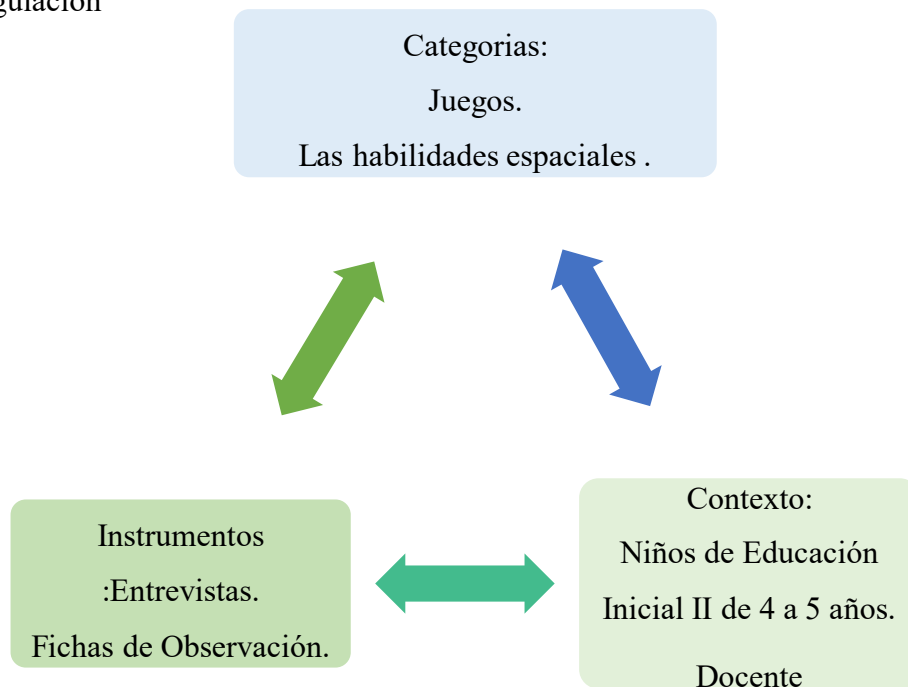 Categorias:
Juegos.
Las habilidades espaciales .
Instrumentos
:Entrevistas.
Fichas de Observación.
Contexto:
Niños de Educación
Inicial II de 4 a 5 años.
Docente